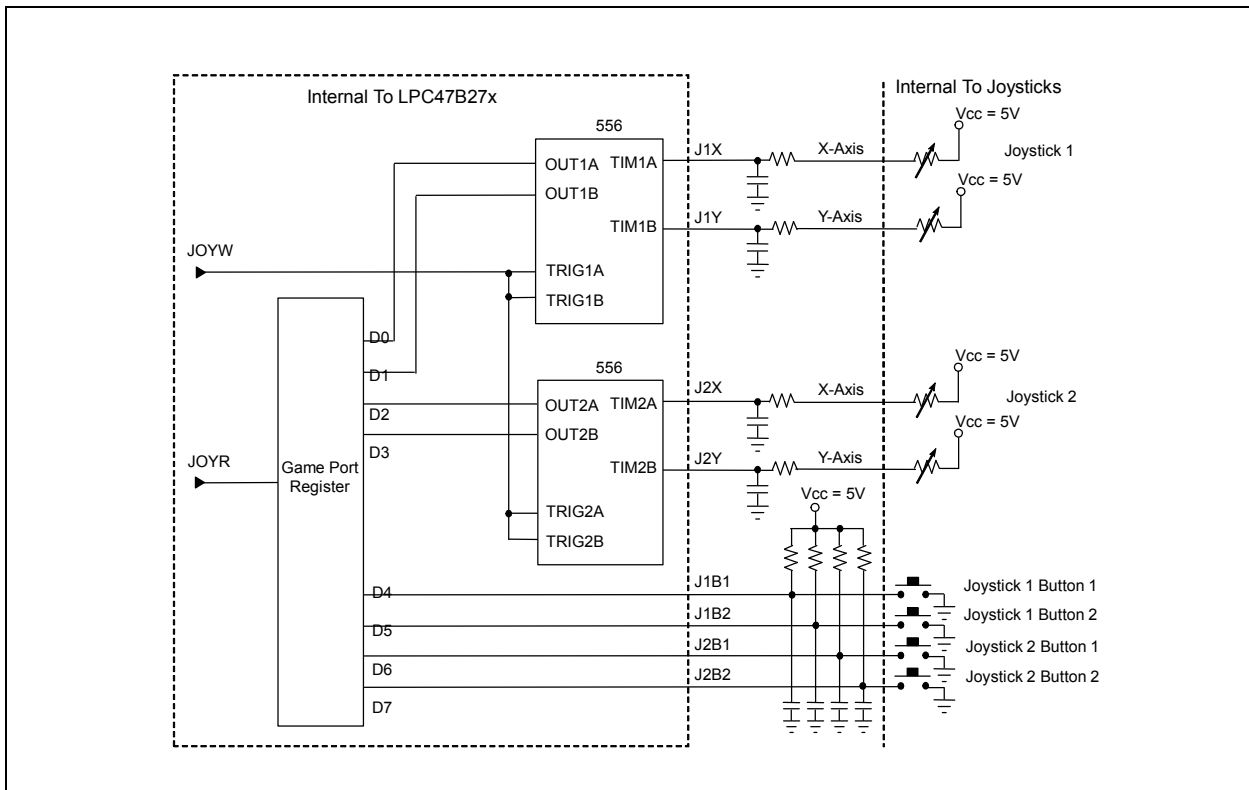 Internal To LPC47B27x
Internal To Joysticks
556
OUT1A TIM1A
OUT1B
TIM1B
TRIG1A
TRIG1B
J1X
X-Axis
Vcc = 5V
Joystick 1
J1Y
Y-Axis
Vcc = 5V
JOYW
D0
D1
D2
D3
556
OUT2A TIM2A
OUT2B
TIM2B
TRIG2A
TRIG2B
J2X
X-Axis
Vcc = 5V
Joystick 2
J2Y
Y-Axis
Vcc = 5V
JOYR
Game Port
Register
Vcc = 5V
D4
J1B1
Joystick 1 Button 1
D5
J1B2
Joystick 1 Button 2
D6
J2B1
Joystick 2 Button 1
D7
J2B2
Joystick 2 Button 2